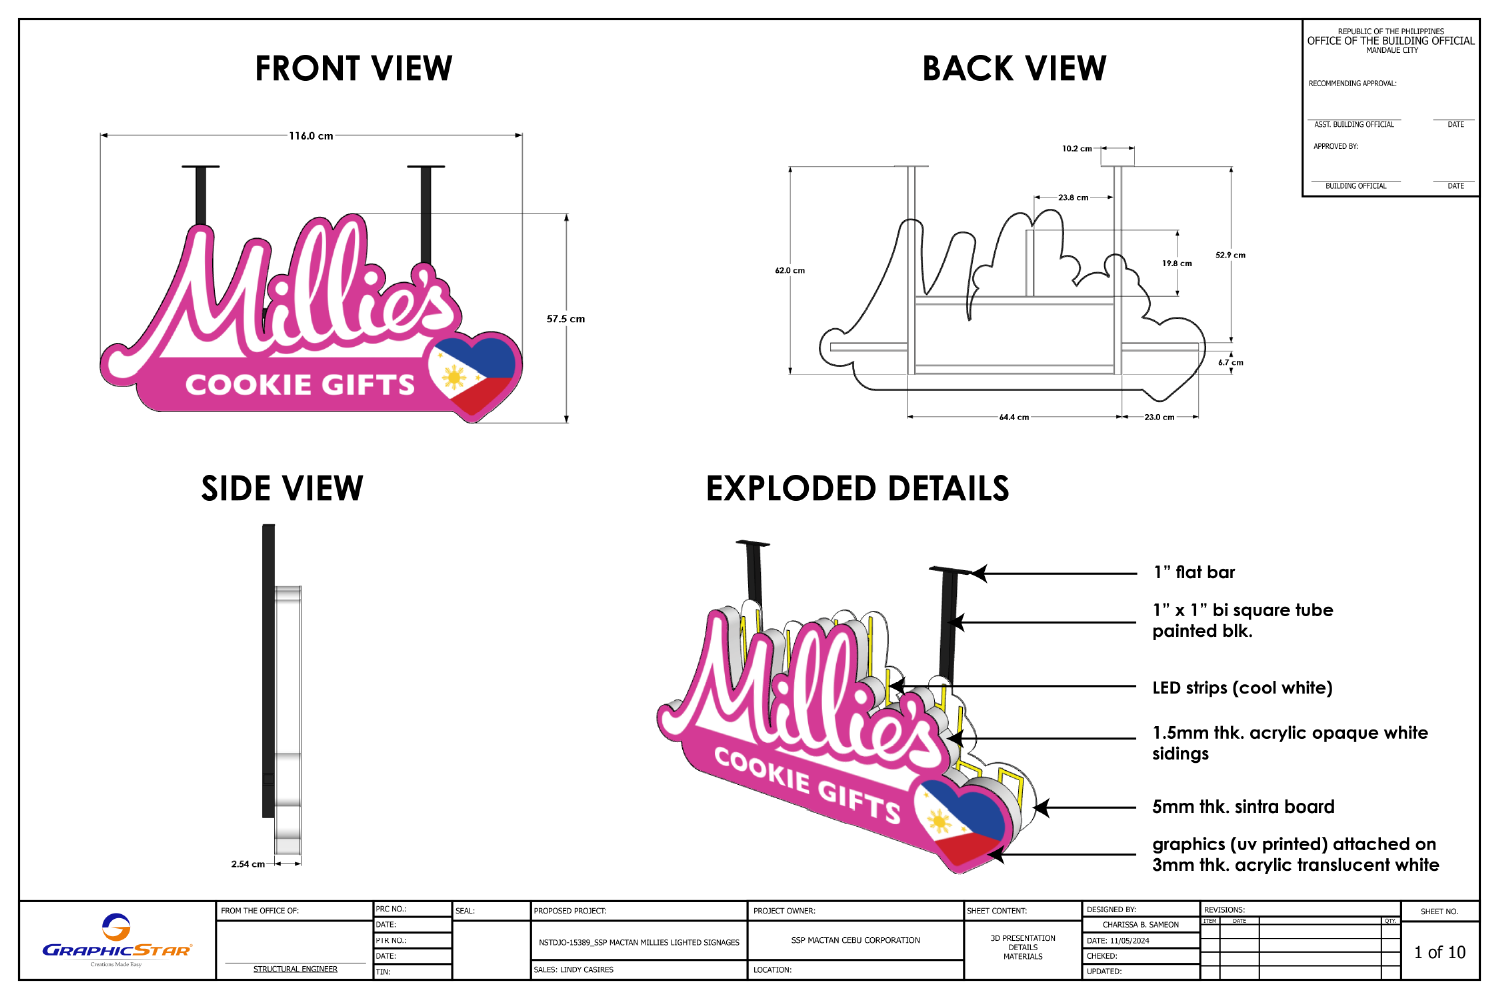 REPUBLIC OF THE PHILIPPINES
OFFICE OF THE BUILDING OFFICIAL
MANDAUE CITY
RECOMMENDING APPROVAL:
ASST. BUILDING OFFICIAL DATE
APPROVED BY:
BUILDING OFFICIAL DATE
FRONT VIEW
116.0 cm
57.5 cm
Millie's
COOKIE GIFTS
BACK VIEW
10.2 cm
23.8 cm
62.0 cm
19.8 cm
52.9 cm
6.7 cm
64.4 cm
23.0 cm
SIDE VIEW
2.54 cm
EXPLODED DETAILS
Millie's
COOKIE GIFTS
1” flat bar
1” x 1” bi square tube
painted blk.
LED strips (cool white)
1.5mm thk. acrylic opaque white
sidings
5mm thk. sintra board
graphics (uv printed) attached on
3mm thk. acrylic translucent white
GRAPHICSTAR
Creations Made Easy
FROM THE OFFICE OF:
STRUCTURAL ENGINEER
PRC NO.:
DATE:
PTR NO.:
DATE:
TIN:
SEAL:
PROPOSED PROJECT:
NSTDJO-15389_SSP MACTAN MILLIES LIGHTED SIGNAGES
SALES: LINDY CASIRES
PROJECT OWNER:
SSP MACTAN CEBU CORPORATION
LOCATION:
SHEET CONTENT:
3D PRESENTATION
DETAILS
MATERIALS
DESIGNED BY:
CHARISSA B. SAMEON
DATE: 11/05/2024
CHEKED:
UPDATED:
REVISIONS:
ITEM DATE QTY.
SHEET NO.
1 of 10